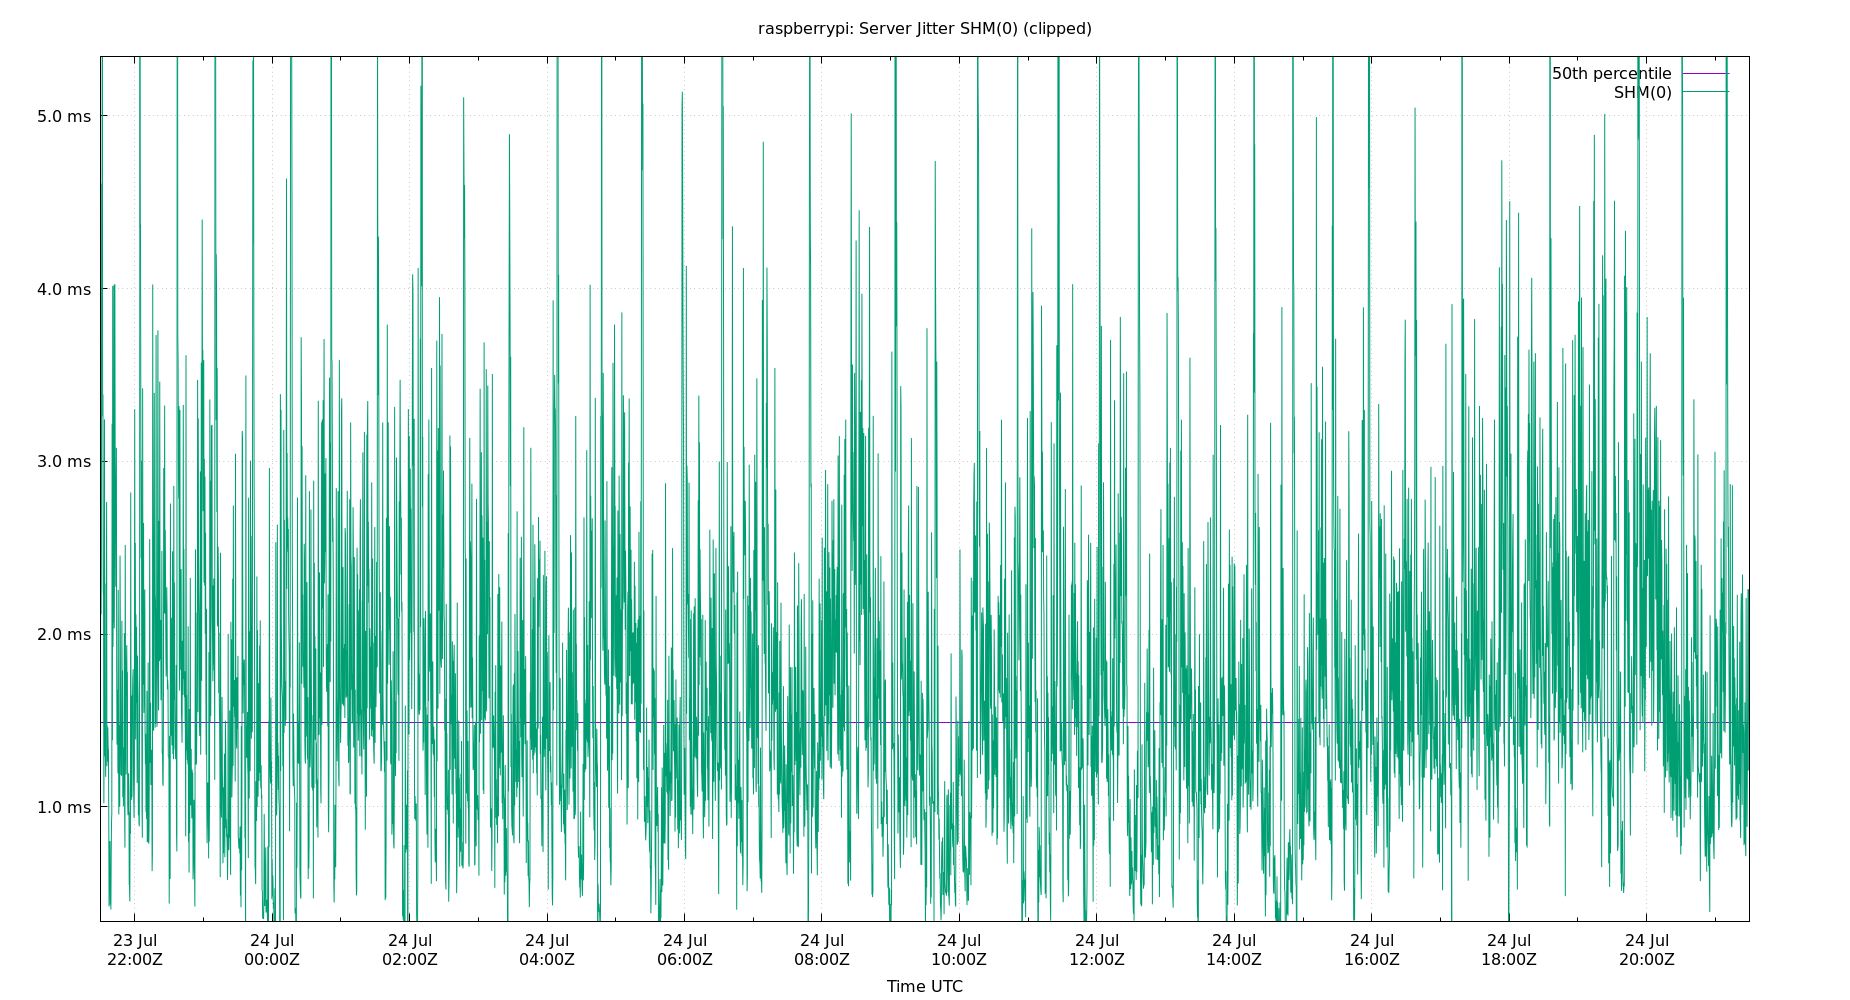 raspberrypi: Server Jitter SHM(0) (clipped)
50th percentile
SHM(0)
5.0 ms
4.0 ms
3.0 ms
2.0 ms
1.0 ms
23 Jul 24 Jul 24 Jul 24 Jul 24 Jul 24 Jul 24 Jul 24 Jul 24 Jul 24 Jul 24 Jul 24 Jul
22:00Z 00:00Z 02:00Z 04:00Z 06:00Z 08:00Z 10:00Z 12:00Z 14:00Z 16:00Z 18:00Z 20:00Z
Time UTC